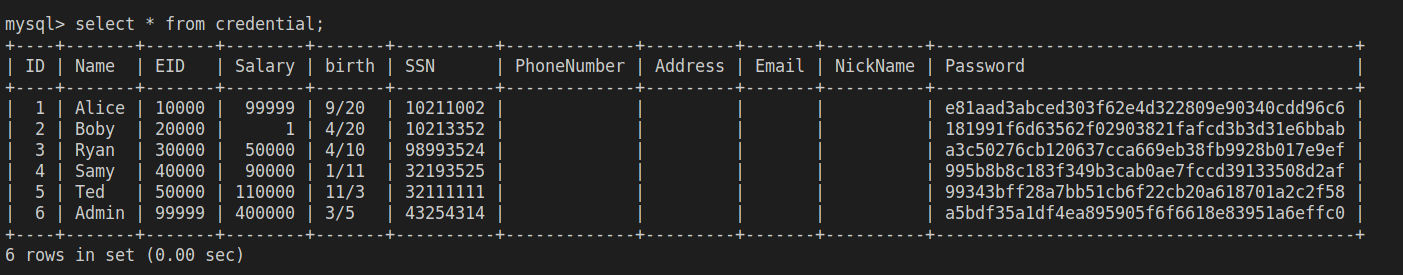 mysql> select * from credential;
+----+-------+-------+--------+-------+----------+-------------+---------+-------+----------+------------------------------------------+
| ID | Name  | EID   | Salary | birth | SSN      | PhoneNumber | Address | Email | NickName | Password                                 |
+----+-------+-------+--------+-------+----------+-------------+---------+-------+----------+------------------------------------------+
|  1 | Alice | 10000 |  99999 | 9/20  | 10211002 |             |         |       |          | e81aad3abced303f62e4d322809e90340cdd96c6 |
|  2 | Boby  | 20000 |      1 | 4/20  | 10213352 |             |         |       |          | 181991f6d63562f02903821fafcd3b3d31e6bbab |
|  3 | Ryan  | 30000 |  50000 | 4/10  | 98993524 |             |         |       |          | a3c50276cb120637cca669eb38fb9928b017e9ef |
|  4 | Samy  | 40000 |  90000 | 1/11  | 32193525 |             |         |       |          | 995b8b8c183f349b3cab0ae7fccd39133508d2af |
|  5 | Ted   | 50000 | 110000 | 11/3  | 32111111 |             |         |       |          | 99343bff28a7bb51cb6f22cb20a618701a2c2f58 |
|  6 | Admin | 99999 | 400000 | 3/5   | 43254314 |             |         |       |          | a5bdf35a1df4ea895905f6f6618e83951a6effc0 |
+----+-------+-------+--------+-------+----------+-------------+---------+-------+----------+------------------------------------------+
6 rows in set (0.00 sec)